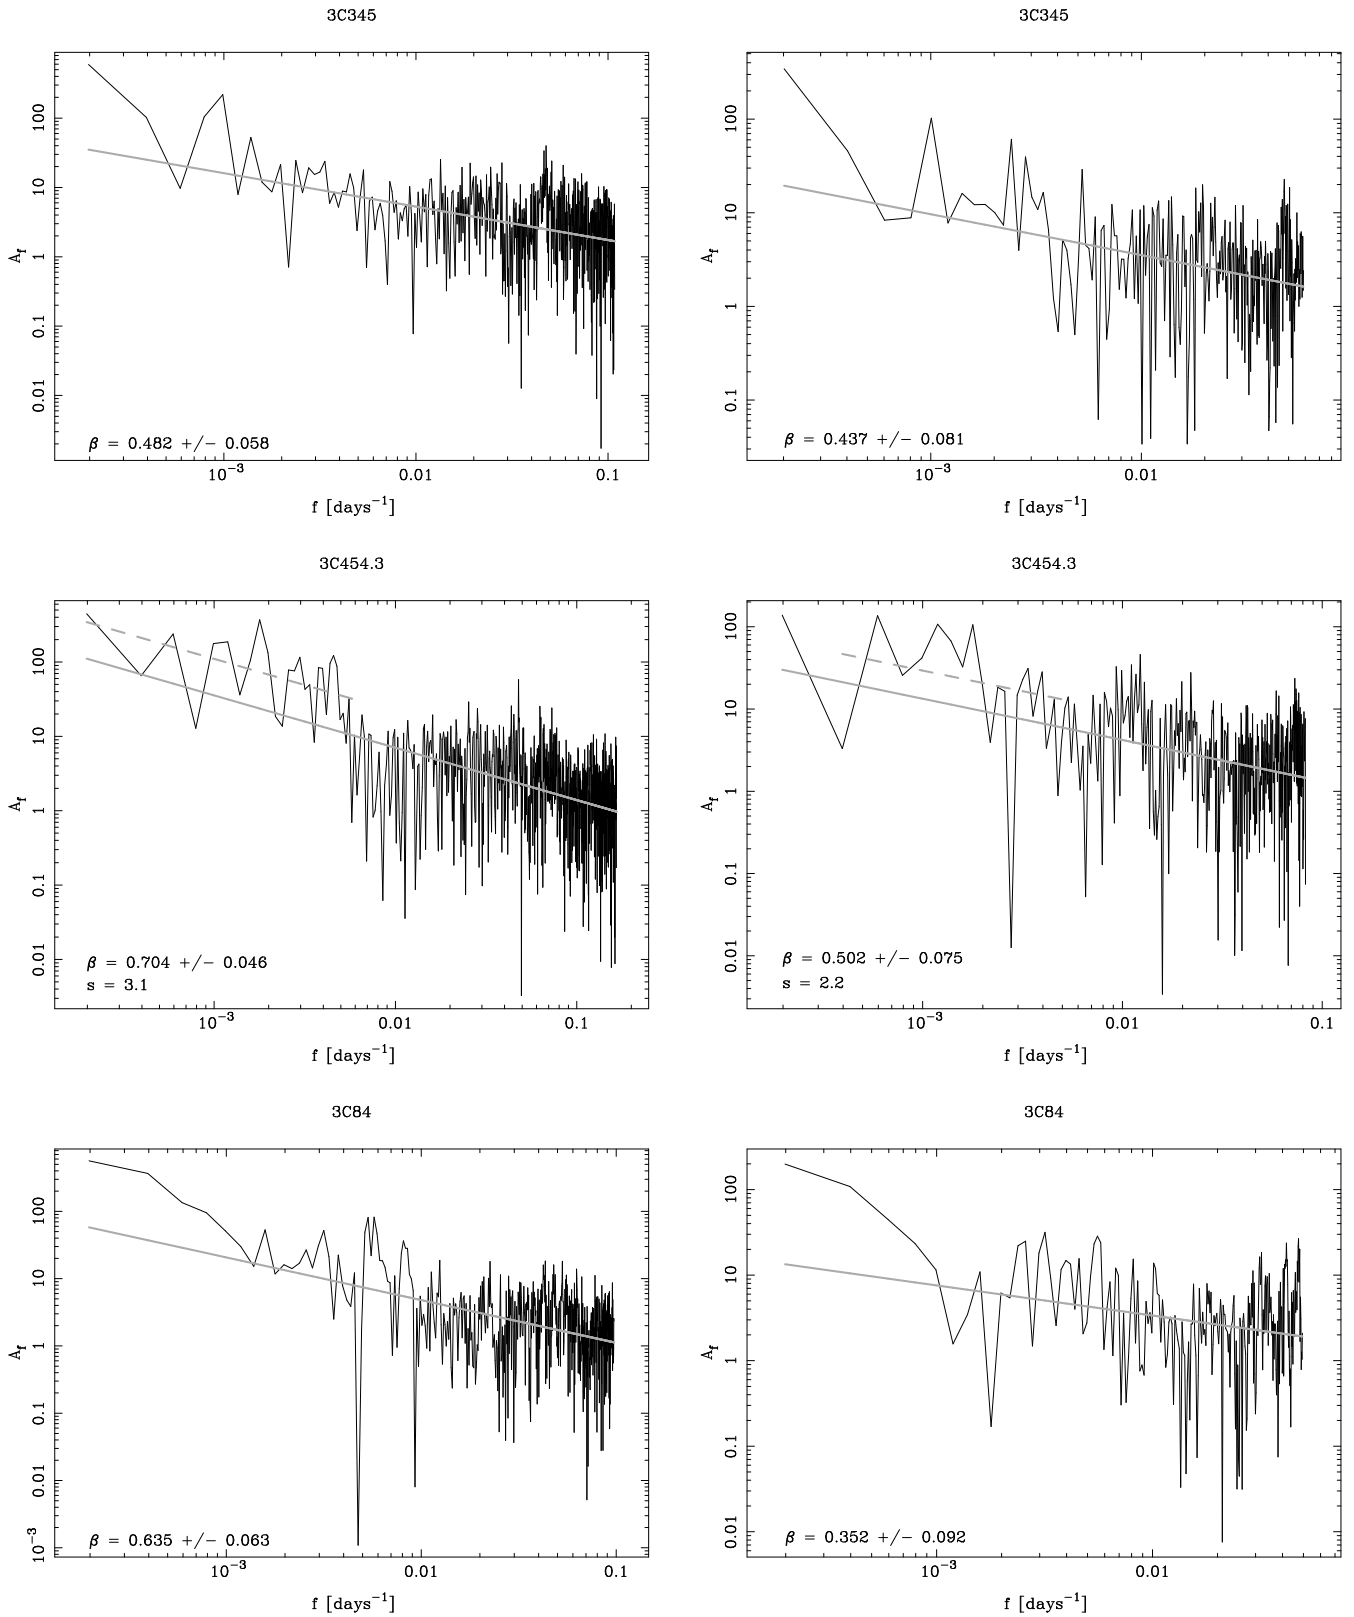 3C345
100
10
1
0.1
0.01
A_f
β = 0.482 +/− 0.058
10^−3 0.01 0.1
f [days^−1]
3C345
100
10
1
0.1
A_f
β = 0.437 +/− 0.081
10^−3 0.01
f [days^−1]
3C454.3
100
10
1
0.1
0.01
A_f
β = 0.704 +/− 0.046
s = 3.1
10^−3 0.01 0.1
f [days^−1]
3C454.3
100
10
1
0.1
0.01
A_f
β = 0.502 +/− 0.075
s = 2.2
10^−3 0.01 0.1
f [days^−1]
3C84
100
10
1
0.1
0.01
10^−3
A_f
β = 0.635 +/− 0.063
10^−3 0.01 0.1
f [days^−1]
3C84
100
10
1
0.1
0.01
A_f
β = 0.352 +/− 0.092
10^−3 0.01
f [days^−1]